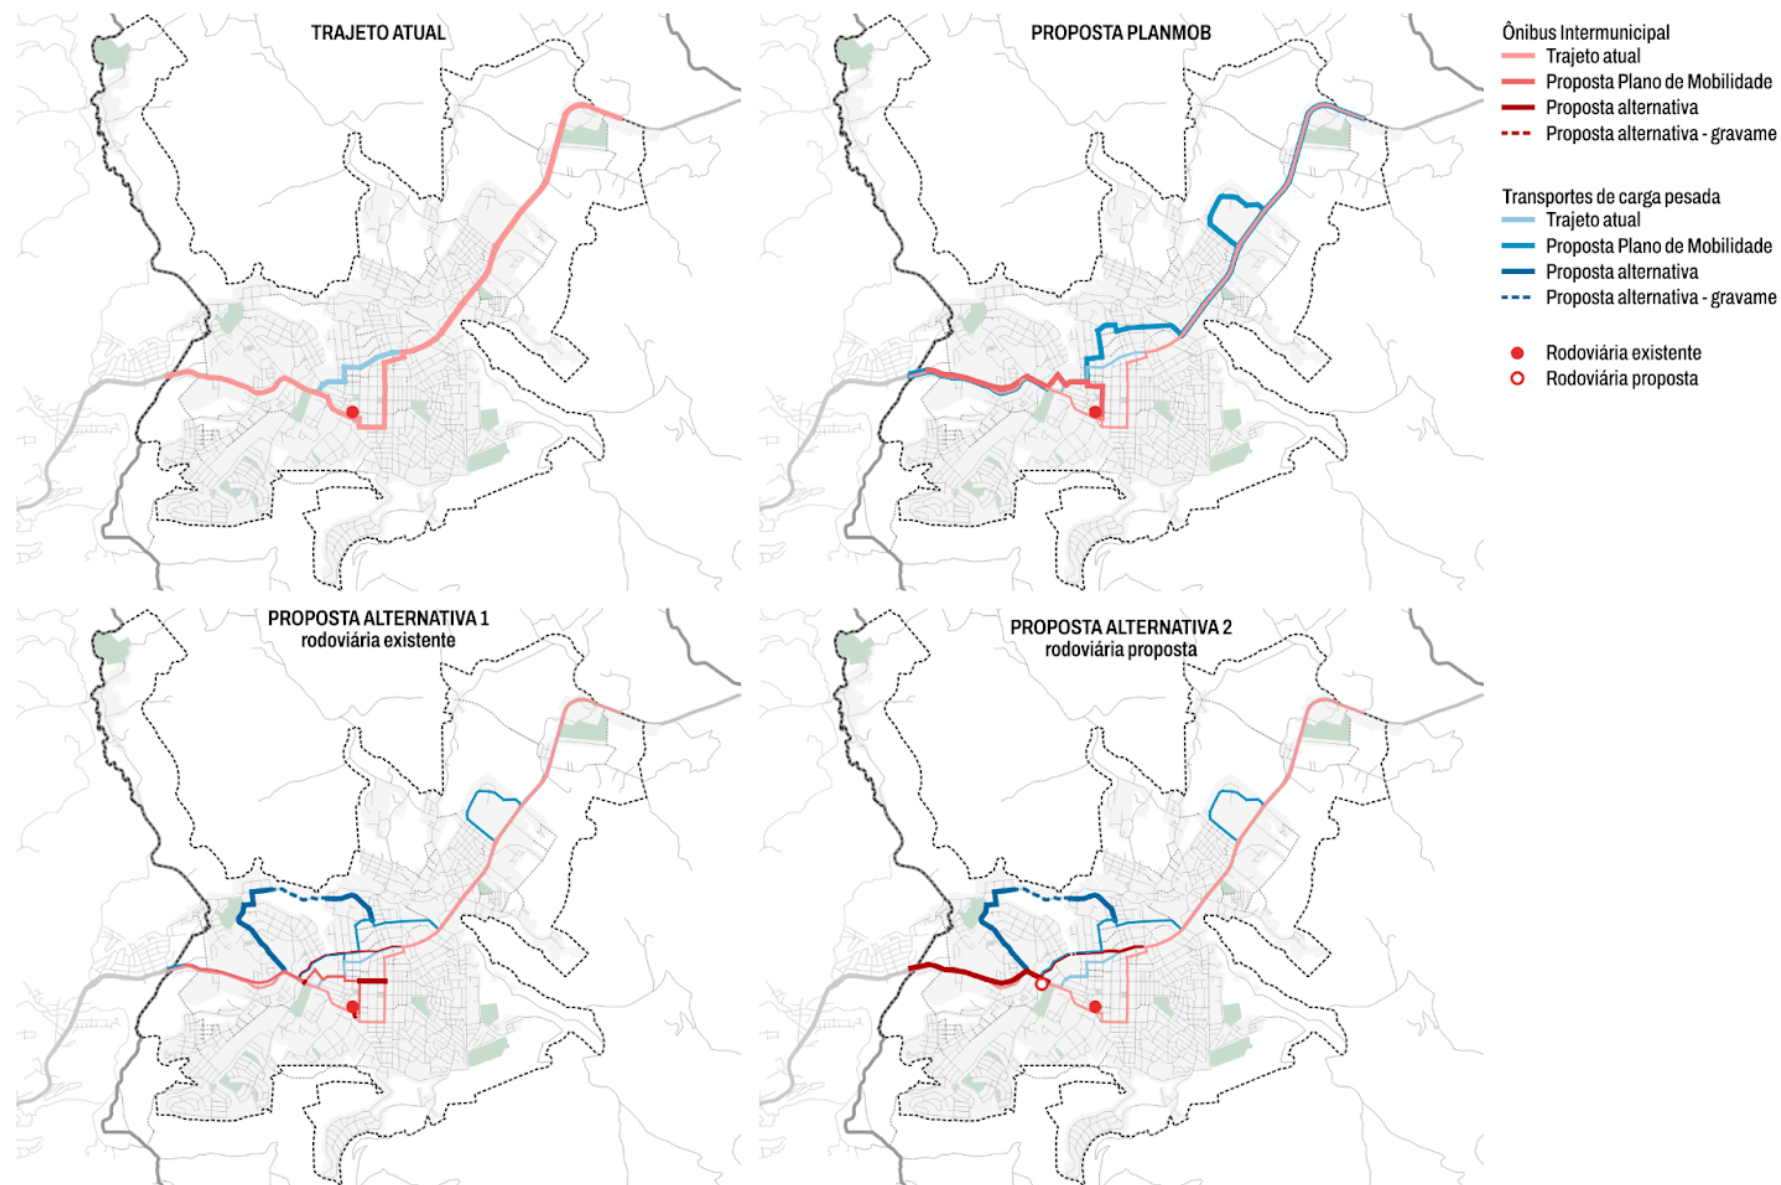 TRAJETO ATUAL
PROPOSTA PLANMOB
Ônibus Intermunicipal
Trajeto atual
Proposta Plano de Mobilidade
Proposta alternativa
Proposta alternativa - gravame
Transportes de carga pesada
Trajeto atual
Proposta Plano de Mobilidade
Proposta alternativa
Proposta alternativa - gravame
Rodoviária existente
Rodoviária proposta
PROPOSTA ALTERNATIVA 1
rodoviária existente
PROPOSTA ALTERNATIVA 2
rodoviária proposta